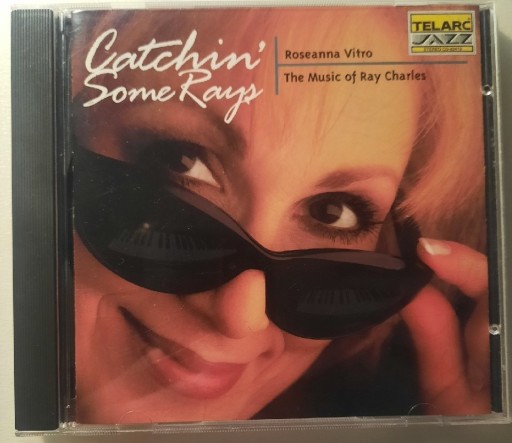 Catchin'
Some Rays
Roseanna Vitro
The Music of Ray Charles
TELARC
JAZZ